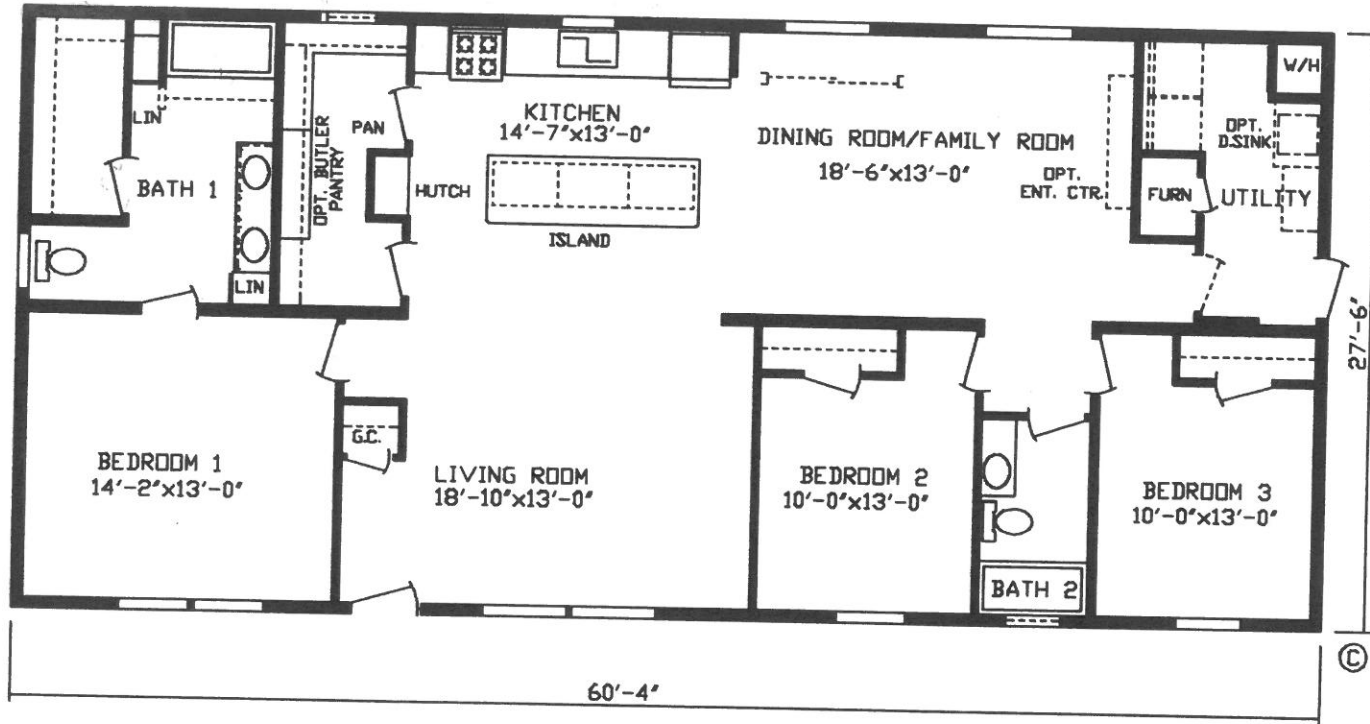 W/H
LIN
PAN
KITCHEN
14'-7"x13'-0"
DINING ROOM/FAMILY ROOM
18'-6"x13'-0"
OPT.
D.SINK
BATH 1
OPT. BUTLER
PANTRY
HUTCH
OPT.
ENT. CTR.
FURN
UTILITY
ISLAND
LIN
27'-6"
G.C.
BEDROOM 1
14'-2"x13'-0"
LIVING ROOM
18'-10"x13'-0"
BEDROOM 2
10'-0"x13'-0"
BEDROOM 3
10'-0"x13'-0"
BATH 2
©
60'-4"